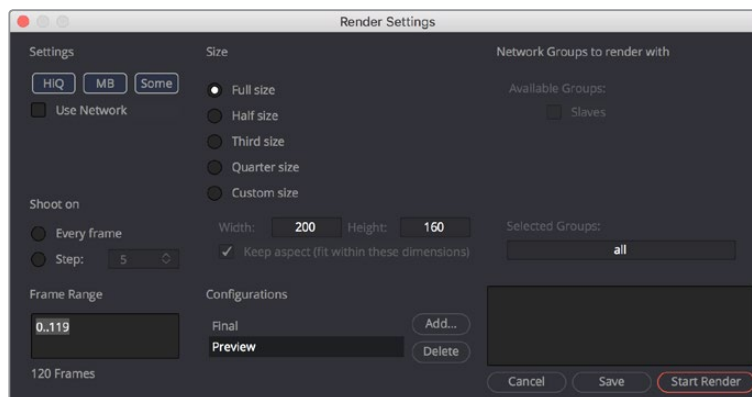 Render Settings
Settings
HiQ MB Some
Use Network
Size
Full size
Half size
Third size
Quarter size
Custom size
Width: 200 Height: 160
Keep aspect (fit within these dimensions)
Network Groups to render with
Available Groups:
Slaves
Selected Groups:
all
Shoot on
Every frame
Step: 5
Frame Range
0..119
120 Frames
Configurations
Final
Preview
Add...
Delete
Cancel Save Start Render